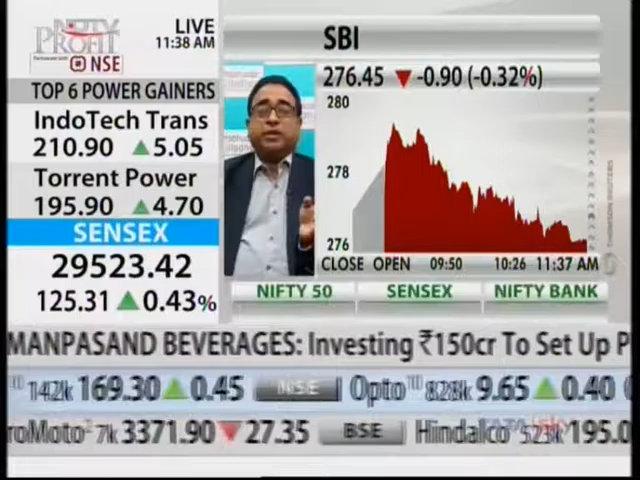 NDTV
PROFIT
NSE
LIVE
11:38 AM
TOP 6 POWER GAINERS
IndoTech Trans
210.90 ▲5.05
Torrent Power
195.90 ▲4.70
SENSEX
29523.42
125.31 ▲0.43%
SBI
276.45 ▼ -0.90 (-0.32%)
280
278
276
CLOSE OPEN 09:50 10:26 11:37 AM
THOMSON REUTERS
NIFTY 50 SENSEX NIFTY BANK
MANPASAND BEVERAGES: Investing ₹150cr To Set Up P
142k 169.30 ▲ 0.45 NSE Opto 828k 9.65 ▲ 0.40
roMoto 7k 3371.90 ▼ 27.35 BSE Hindalco 523k 195.0
TATA sky